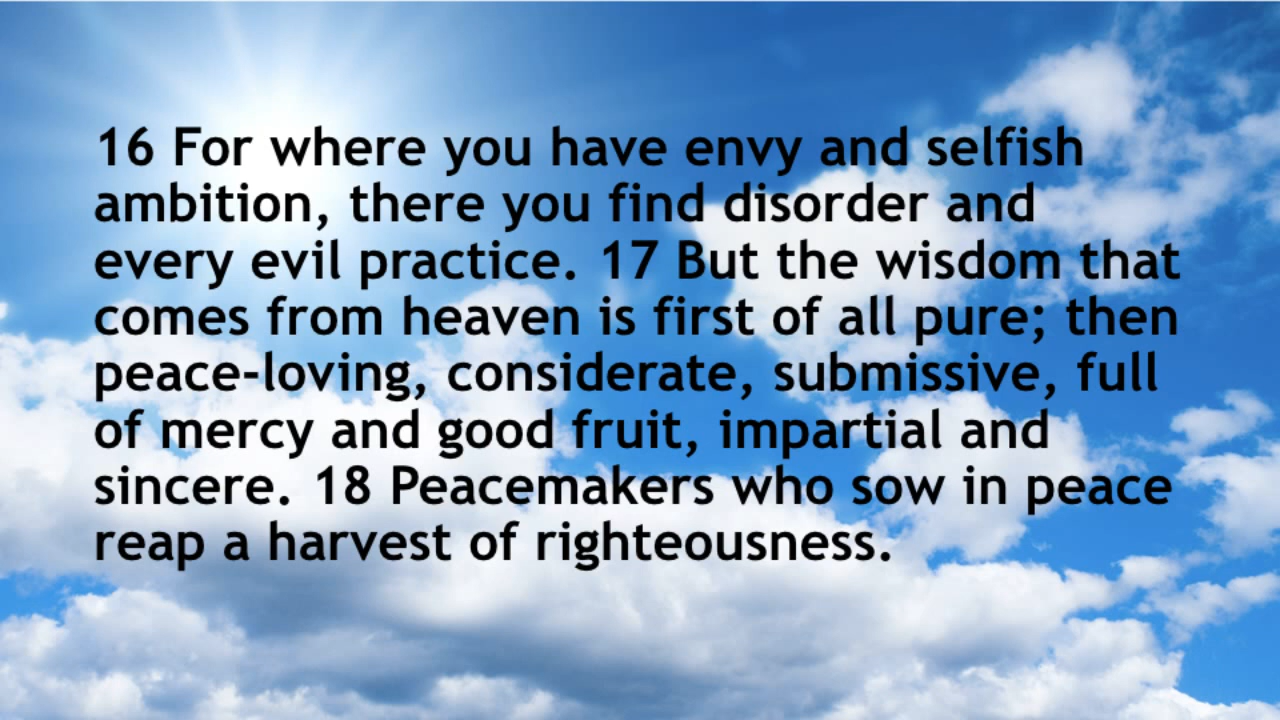 16 For where you have envy and selfish
ambition, there you find disorder and
every evil practice. 17 But the wisdom that
comes from heaven is first of all pure; then
peace-loving, considerate, submissive, full
of mercy and good fruit, impartial and
sincere. 18 Peacemakers who sow in peace
reap a harvest of righteousness.